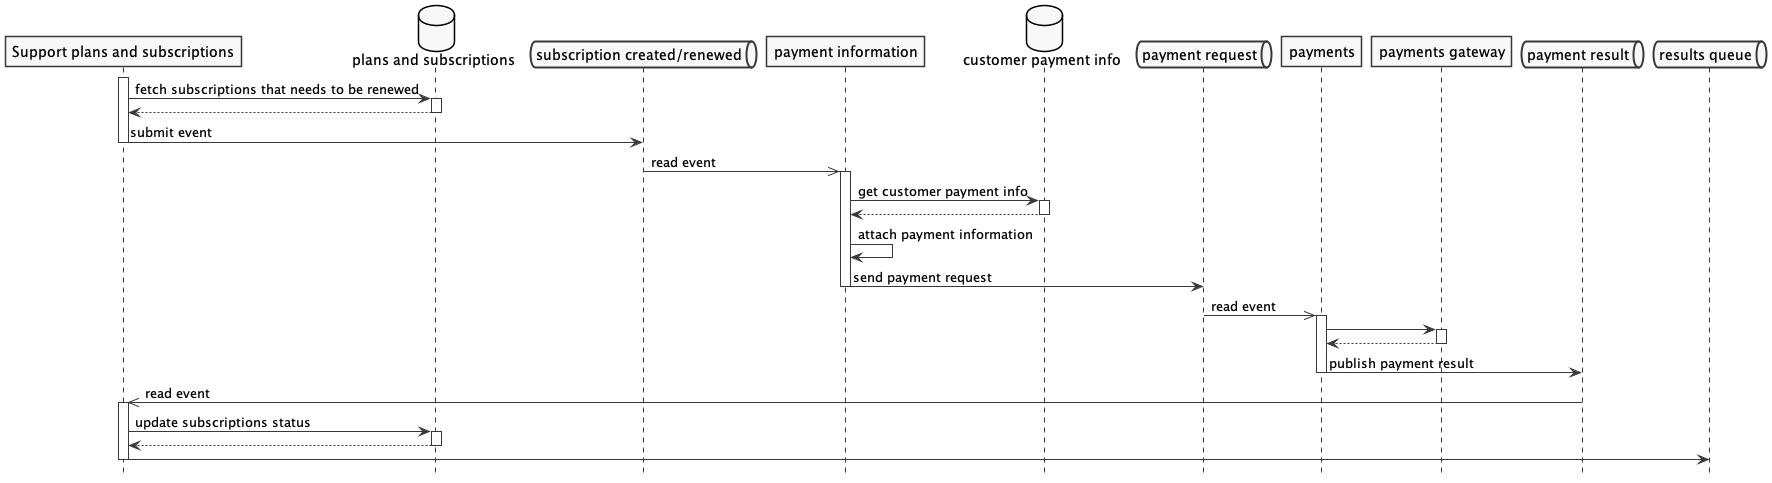 Support plans and subscriptions
plans and subscriptions
subscription created/renewed
payment information
customer payment info
payment request
payments
payments gateway
payment result
results queue
fetch subscriptions that needs to be renewed
submit event
read event
get customer payment info
attach payment information
send payment request
read event
publish payment result
read event
update subscriptions status